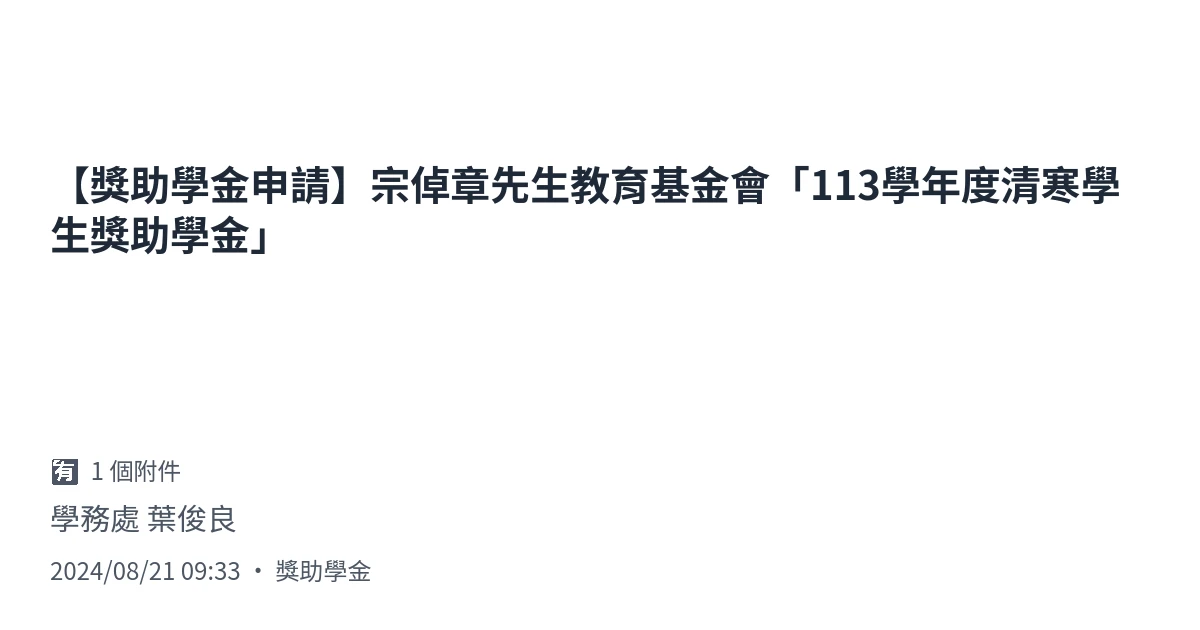 【獎助學金申請】宗倬章先生教育基金會「113學年度清寒學
生獎助學金」
有 1 個附件
學務處 葉俊良
2024/08/21 09:33 • 獎助學金